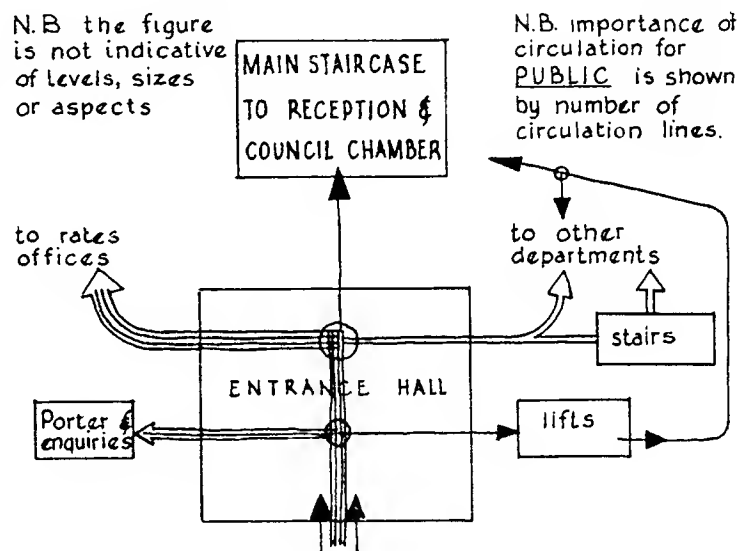 N.B the figure
is not indicative
of levels, sizes
or aspects
MAIN STAIRCASE
TO RECEPTION &
COUNCIL CHAMBER
N.B. importance of
circulation for
PUBLIC is shown
by number of
circulation lines.
to rates
offices
to other
departments
stairs
ENTRANCE HALL
Porter &
enquiries
lifts